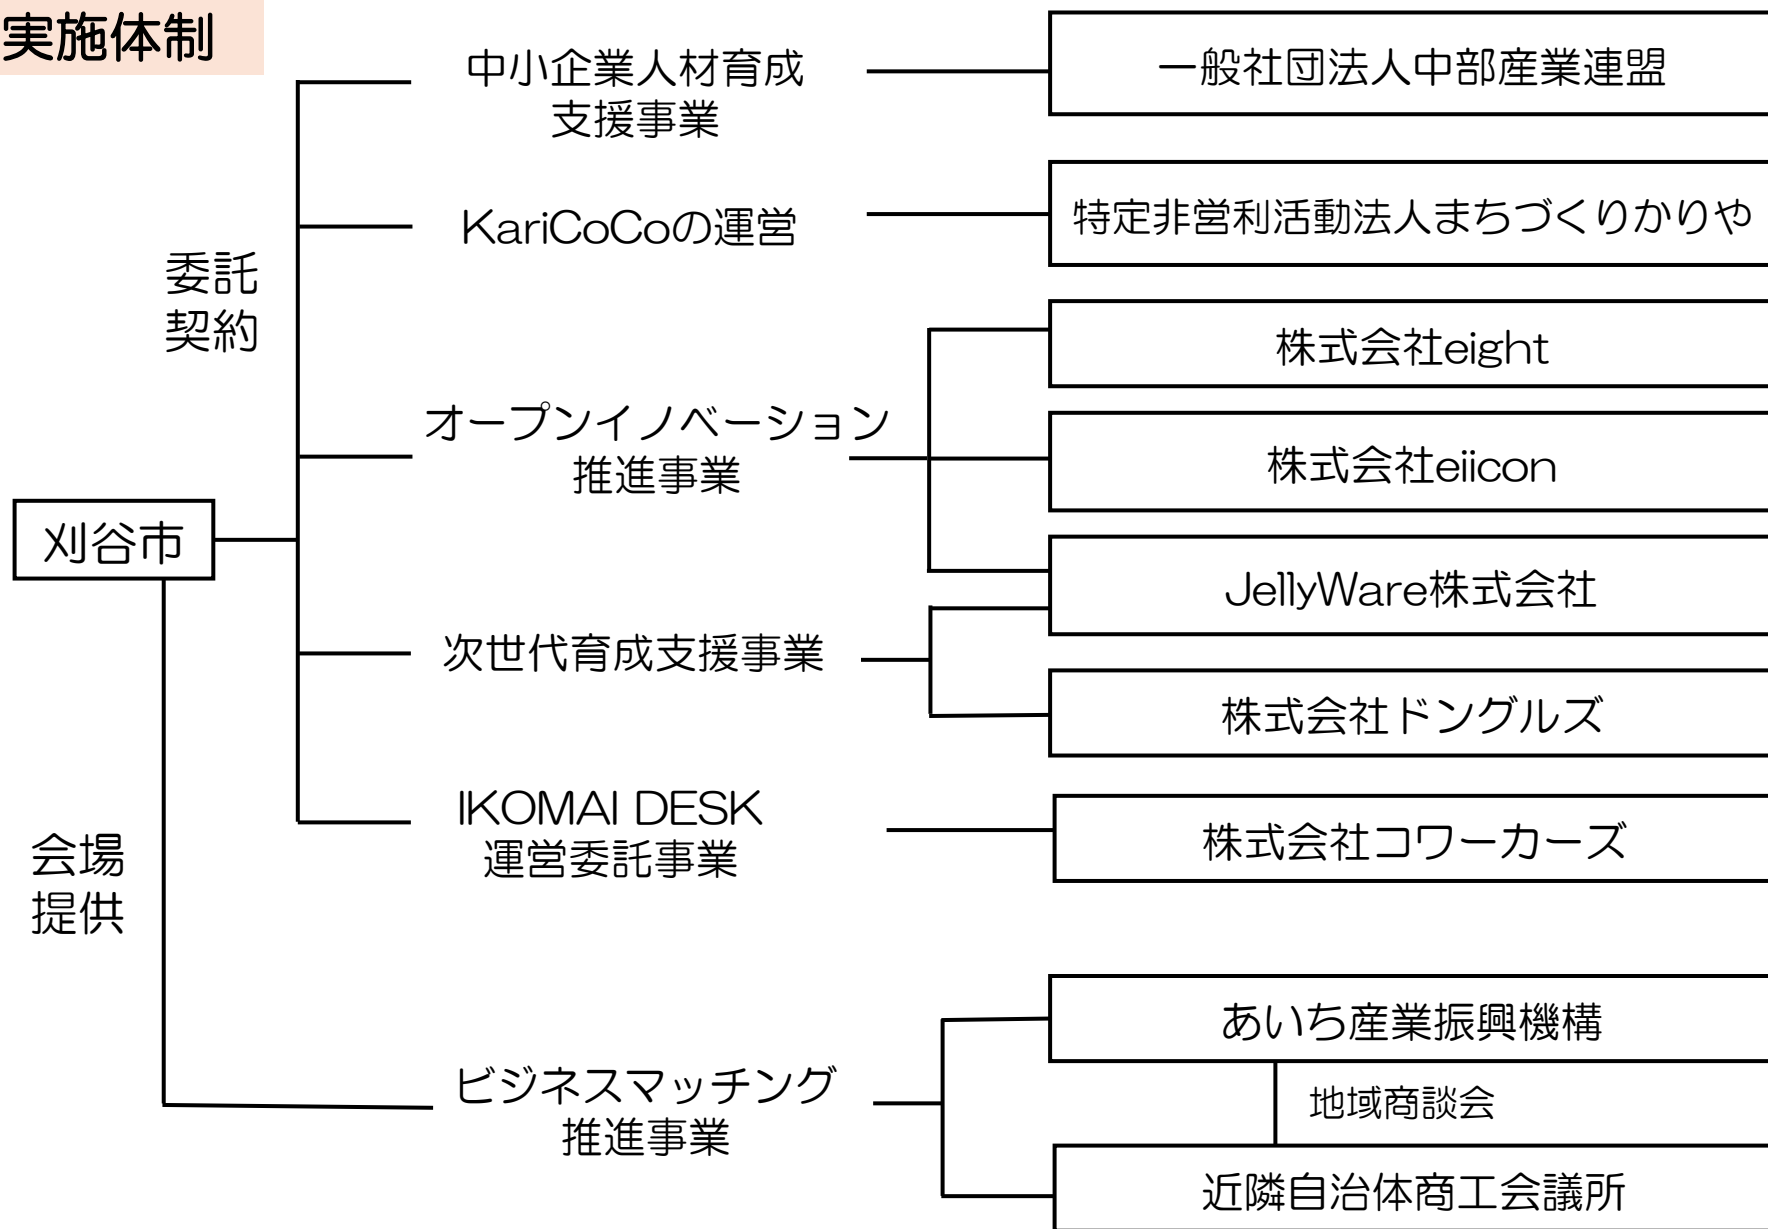 実施体制
中小企業人材育成
支援事業
一般社団法人中部産業連盟
KariCoCoの運営
特定非営利活動法人まちづくりかりや
委託
契約
オープンイノベーション
推進事業
株式会社eight
株式会社eiicon
JellyWare株式会社
刈谷市
次世代育成支援事業
株式会社ドングルズ
IKOMAI DESK
運営委託事業
株式会社コワーカーズ
会場
提供
ビジネスマッチング
推進事業
あいち産業振興機構
地域商談会
近隣自治体商工会議所